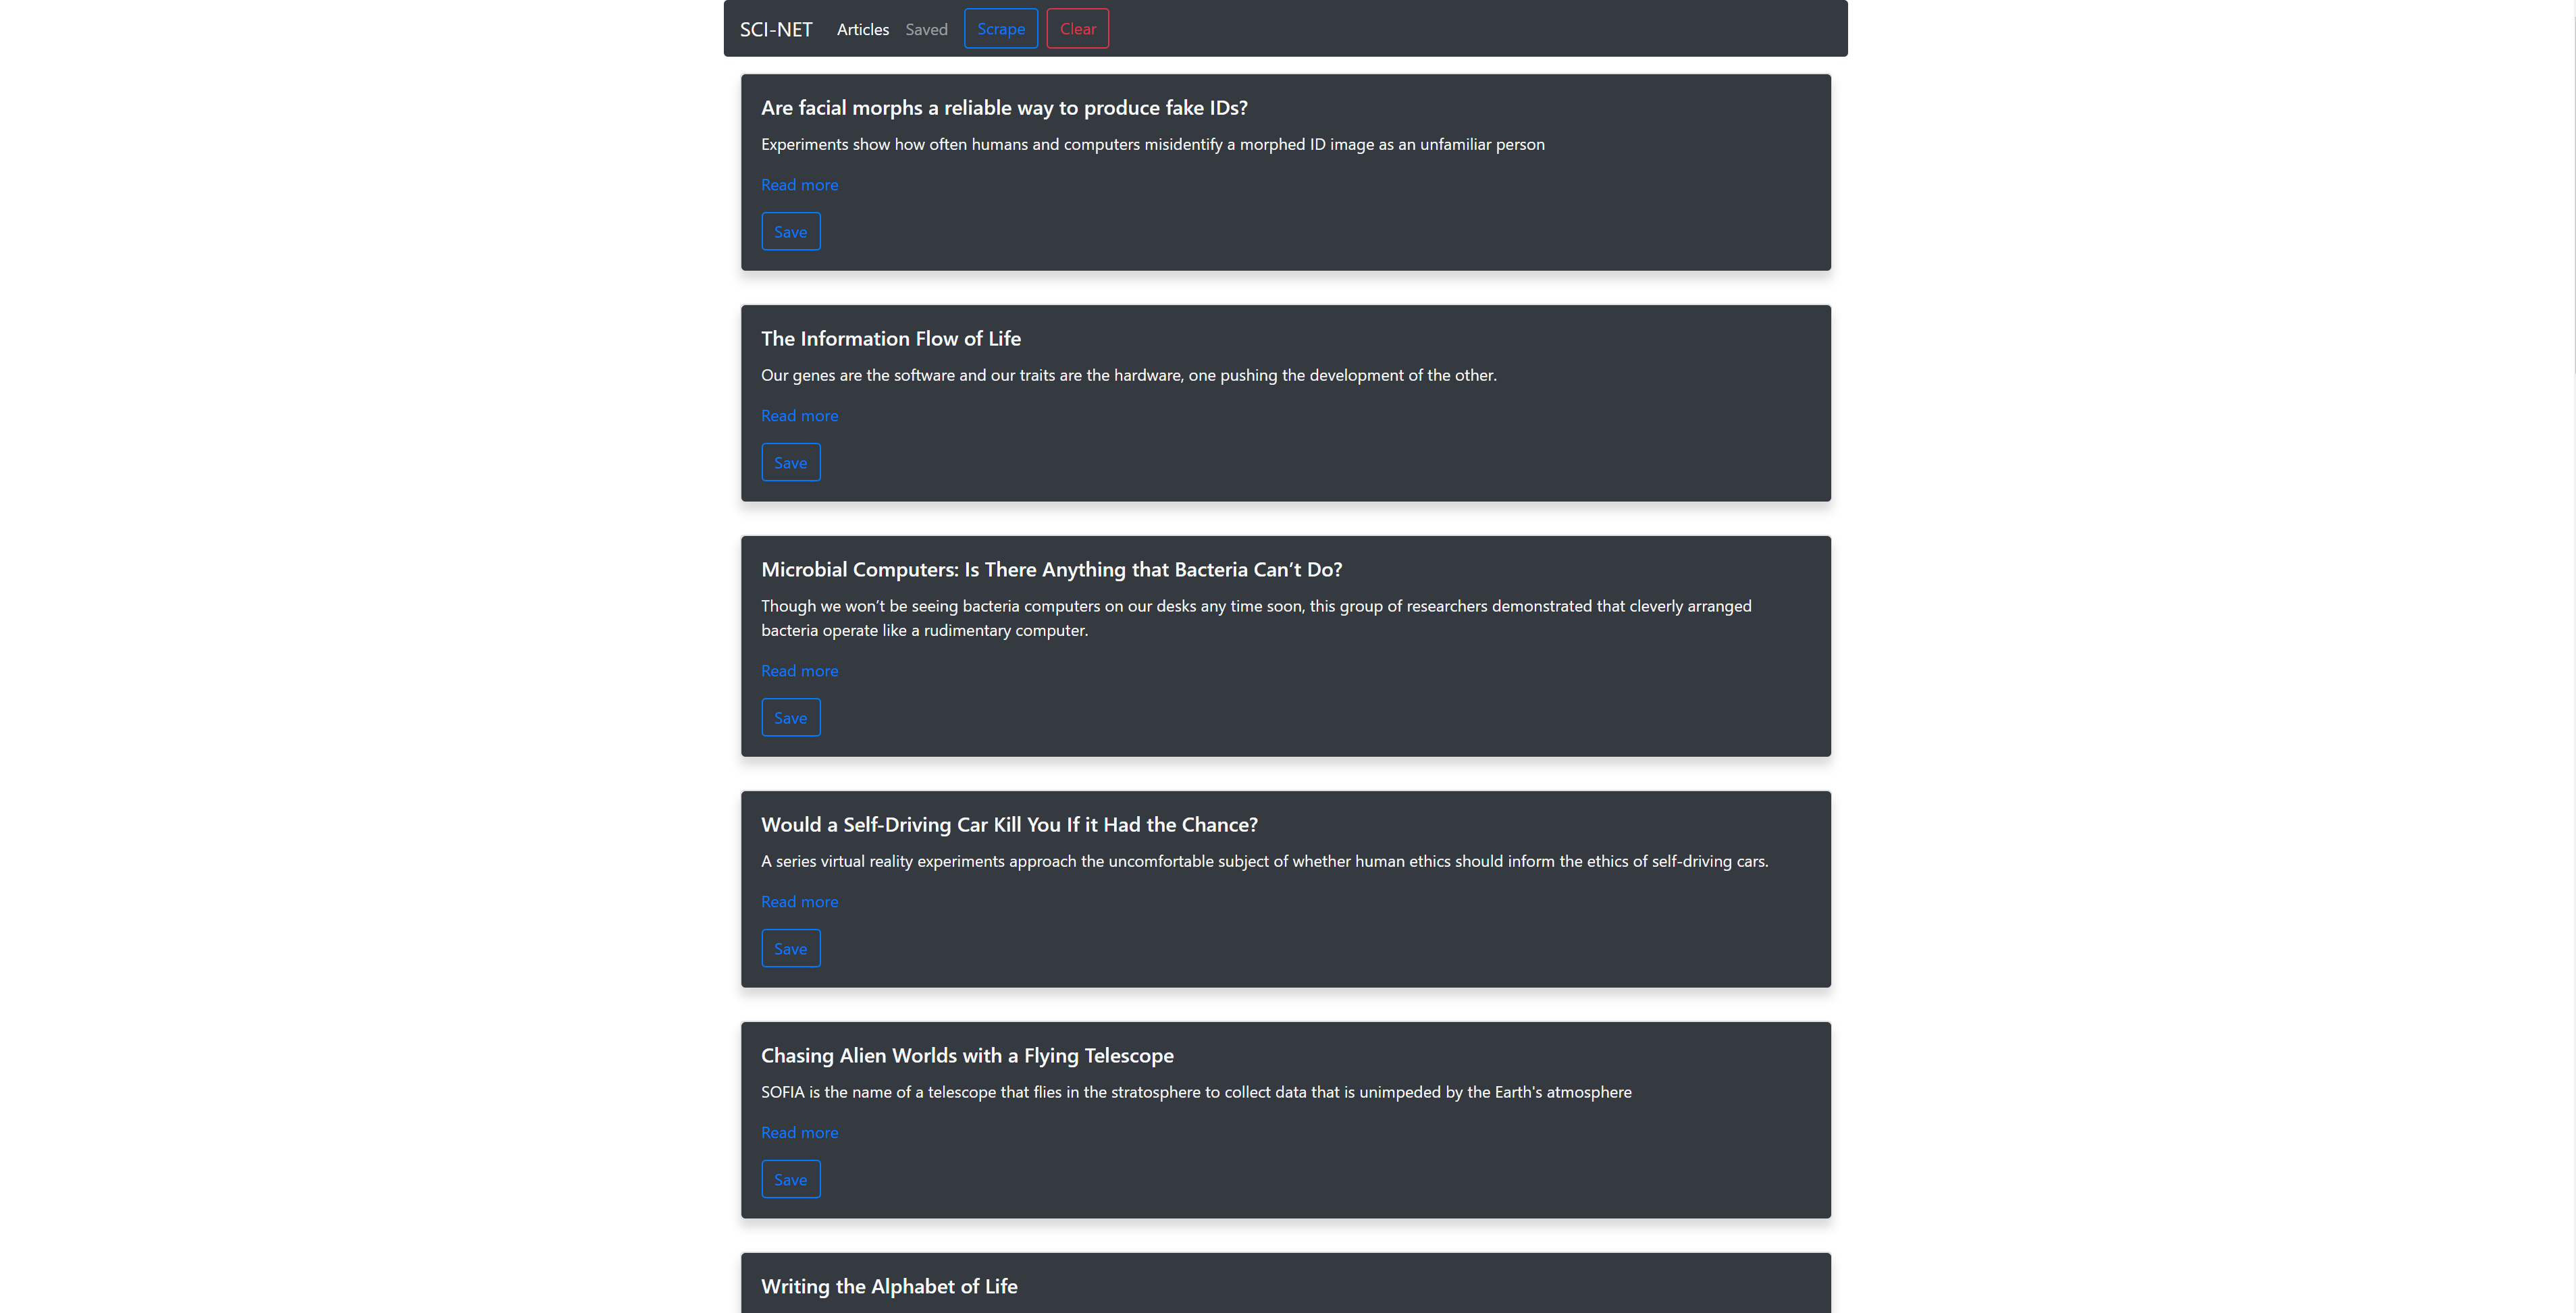 SCI-NET Articles Saved Scrape Clear
Are facial morphs a reliable way to produce fake IDs?
Experiments show how often humans and computers misidentify a morphed ID image as an unfamiliar person
Read more
Save
The Information Flow of Life
Our genes are the software and our traits are the hardware, one pushing the development of the other.
Read more
Save
Microbial Computers: Is There Anything that Bacteria Can’t Do?
Though we won’t be seeing bacteria computers on our desks any time soon, this group of researchers demonstrated that cleverly arranged
bacteria operate like a rudimentary computer.
Read more
Save
Would a Self-Driving Car Kill You If it Had the Chance?
A series virtual reality experiments approach the uncomfortable subject of whether human ethics should inform the ethics of self-driving cars.
Read more
Save
Chasing Alien Worlds with a Flying Telescope
SOFIA is the name of a telescope that flies in the stratosphere to collect data that is unimpeded by the Earth's atmosphere
Read more
Save
Writing the Alphabet of Life